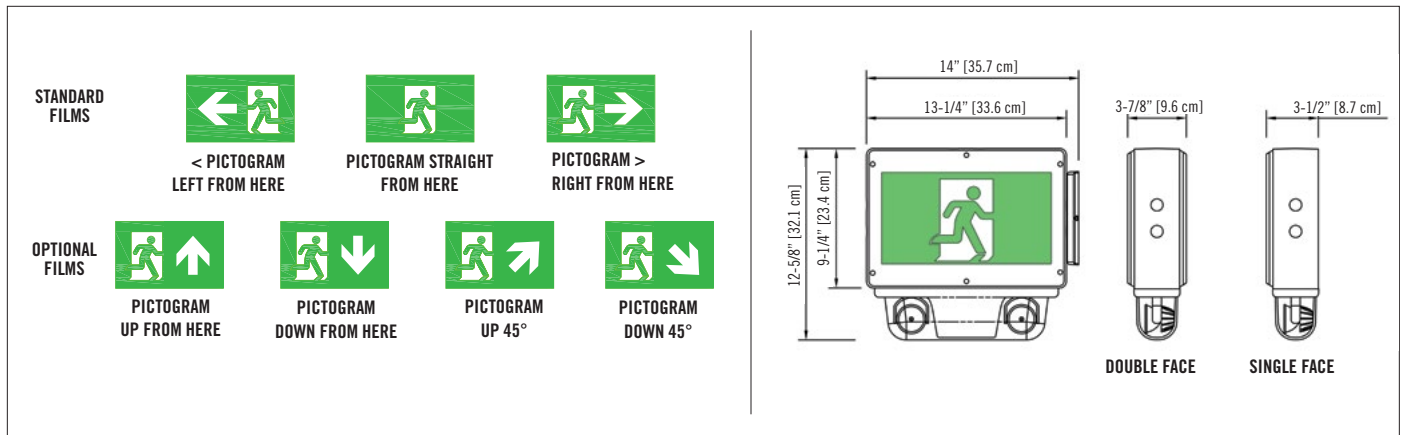 STANDARD
FILMS
< PICTOGRAM
LEFT FROM HERE
PICTOGRAM STRAIGHT
FROM HERE
PICTOGRAM >
RIGHT FROM HERE
OPTIONAL
FILMS
PICTOGRAM
UP FROM HERE
PICTOGRAM
DOWN FROM HERE
PICTOGRAM
UP 45°
PICTOGRAM
DOWN 45°
14” [35.7 cm]
13-1/4” [33.6 cm]
12-5/8” [32.1 cm]
9-1/4” [23.4 cm]
3-7/8” [9.6 cm]
3-1/2” [8.7 cm]
DOUBLE FACE
SINGLE FACE